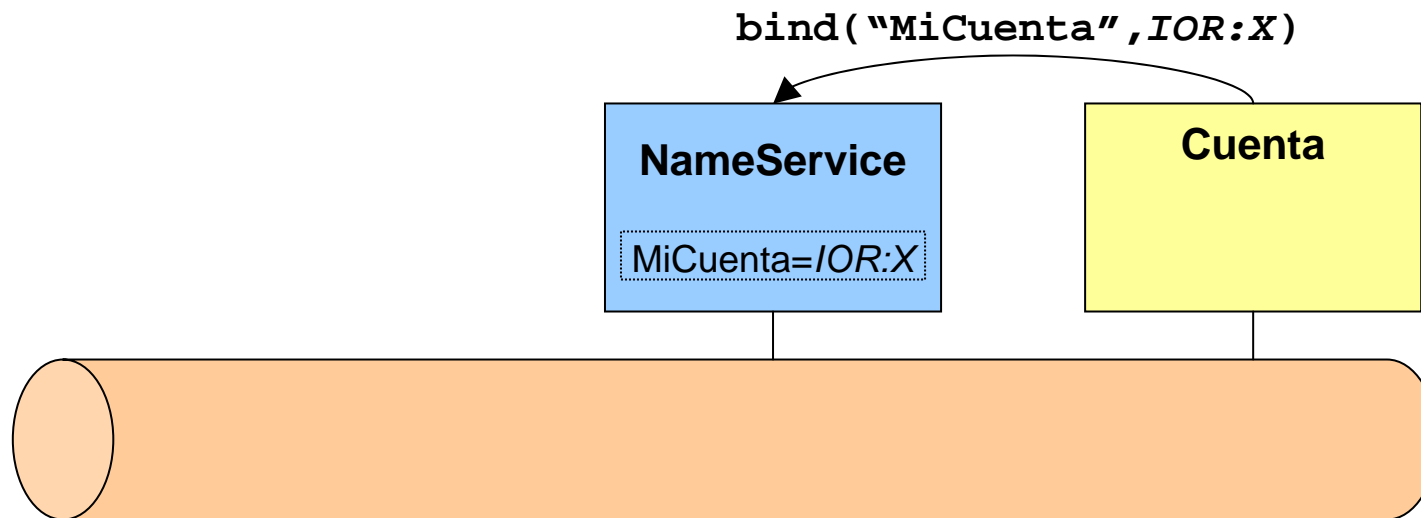 bind(“MiCuenta”,IOR:X)
NameService
Cuenta
MiCuenta=IOR:X